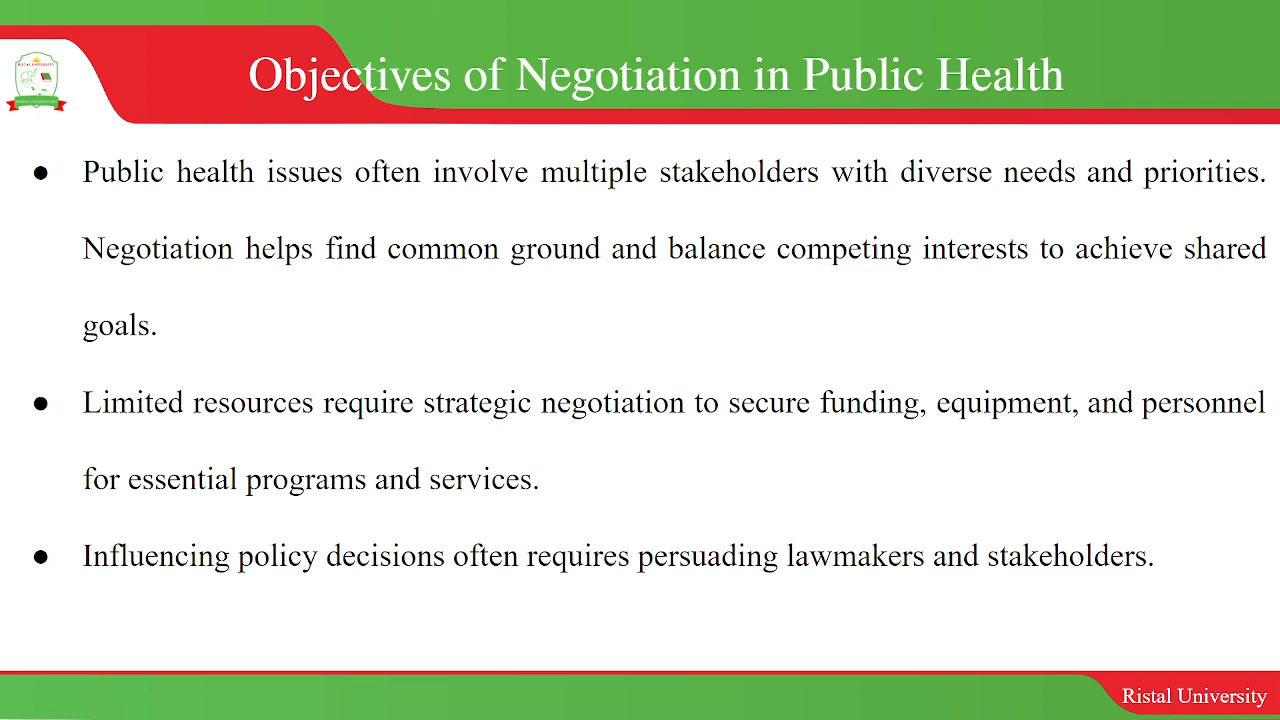 RISTAL UNIVERSITY
Objectives of Negotiation in Public Health
● Public health issues often involve multiple stakeholders with diverse needs and priorities.
Negotiation helps find common ground and balance competing interests to achieve shared
goals.
● Limited resources require strategic negotiation to secure funding, equipment, and personnel
for essential programs and services.
● Influencing policy decisions often requires persuading lawmakers and stakeholders.
Ristal University